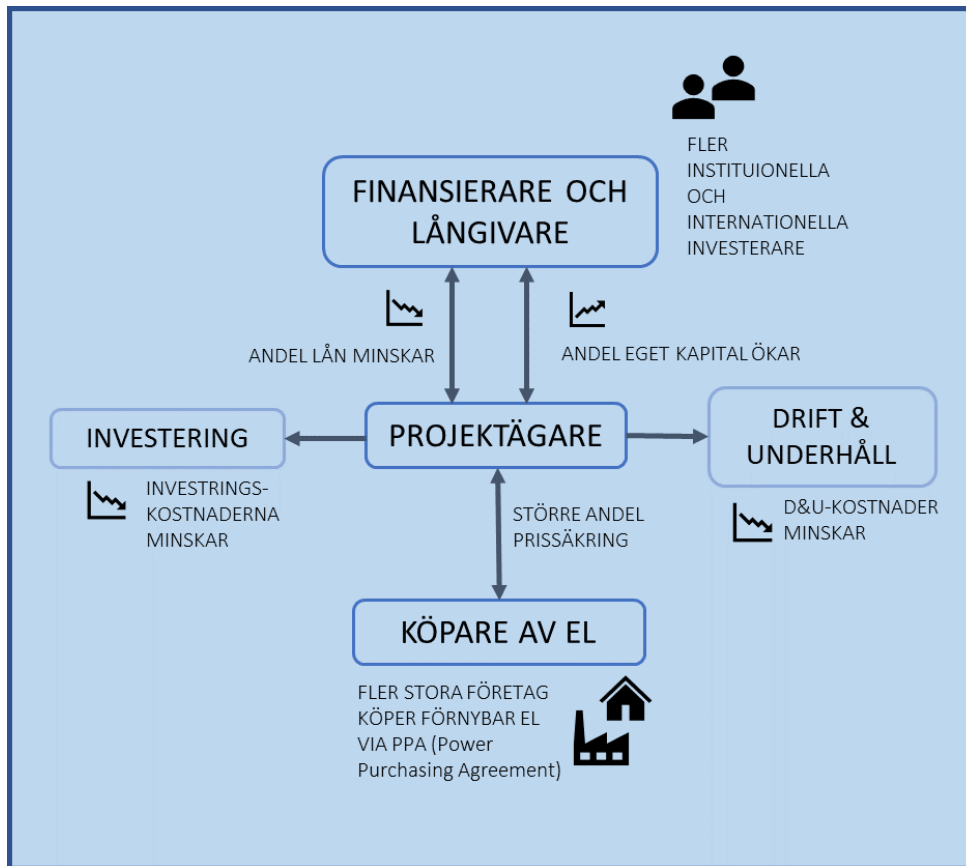 FLER
INSTITUIONELLA
OCH
INTERNATIONELLA
INVESTERARE
FINANSIERARE OCH
LÅNGIVARE
ANDEL LÅN MINSKAR
ANDEL EGET KAPITAL ÖKAR
INVESTERING
PROJEKTÄGARE
DRIFT &
UNDERHÅLL
INVESTRINGS-
KOSTNADERNA
MINSKAR
STÖRRE ANDEL
PRISSÄKRING
D&U-KOSTNADER
MINSKAR
KÖPARE AV EL
FLER STORA FÖRETAG
KÖPER FÖRNYBAR EL
VIA PPA (Power
Purchasing Agreement)